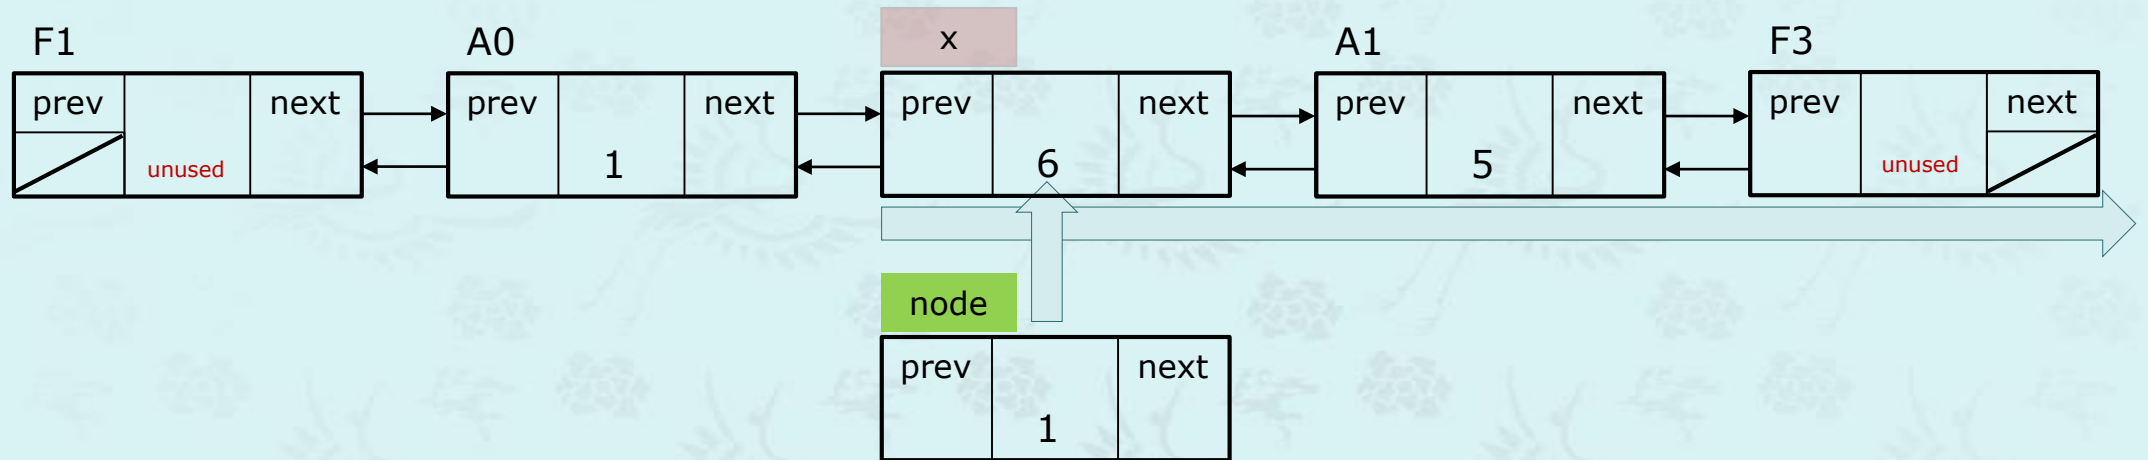 F1
A0
x
A1
F3
prev next
prev next
prev next
prev next
prev next
unused
1
6
5
unused
node
prev next
1